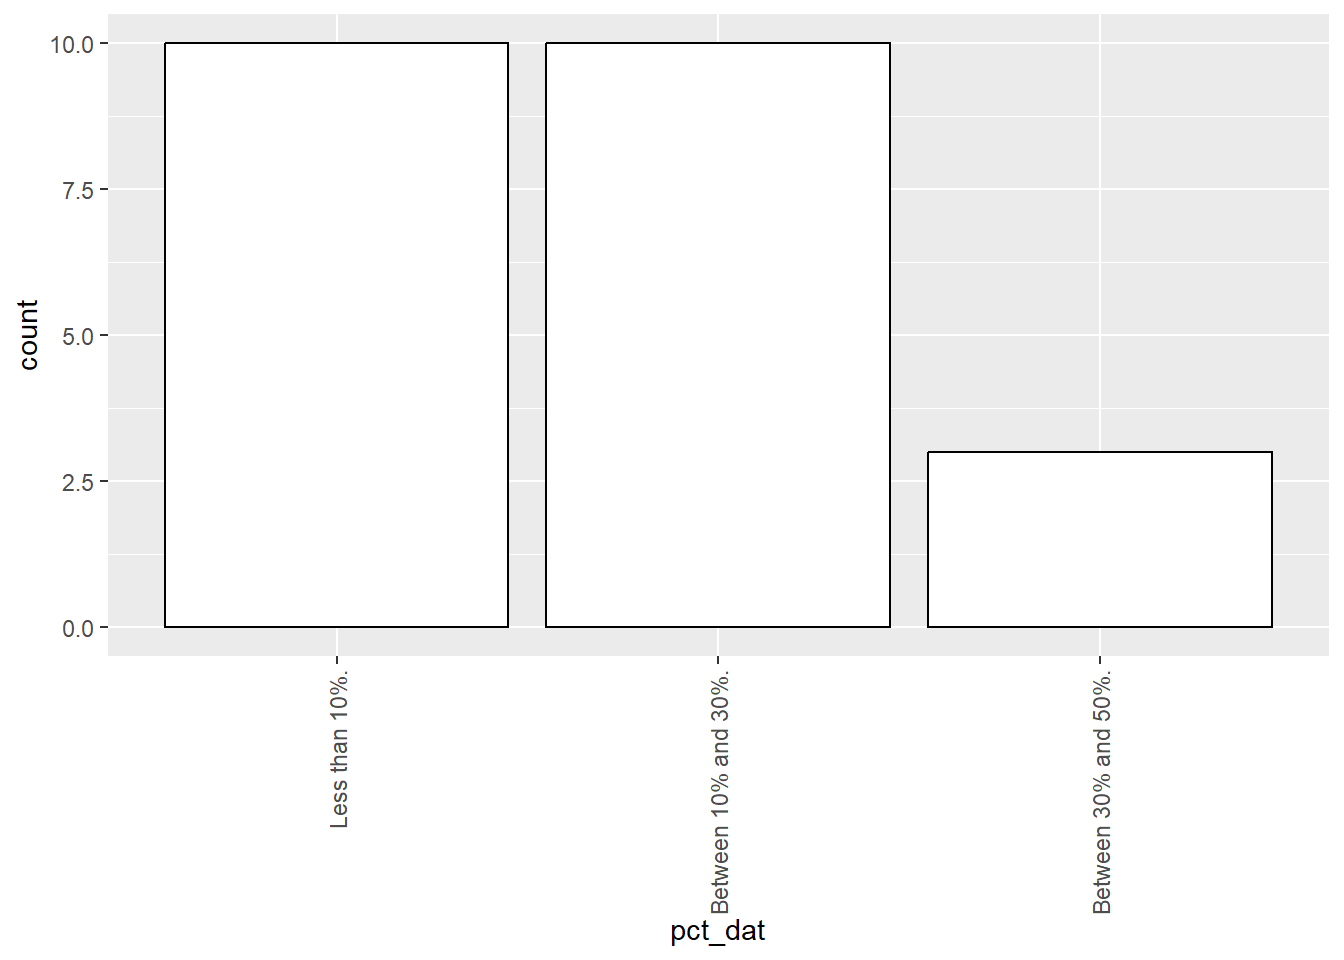 10.0
7.5
5.0
2.5
0.0
count
Less than 10%.
Between 10% and 30%.
Between 30% and 50%.
pct_dat